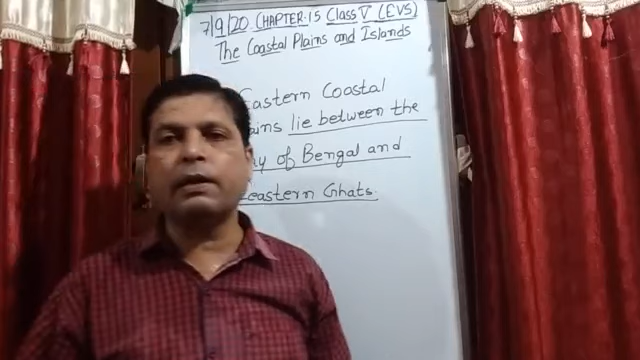 7/9/20 CHAPTER:15 Class V (EVS)
The Coastal Plains and Islands
Eastern Coastal
lie between the
of Bengal and
eastern Ghats.